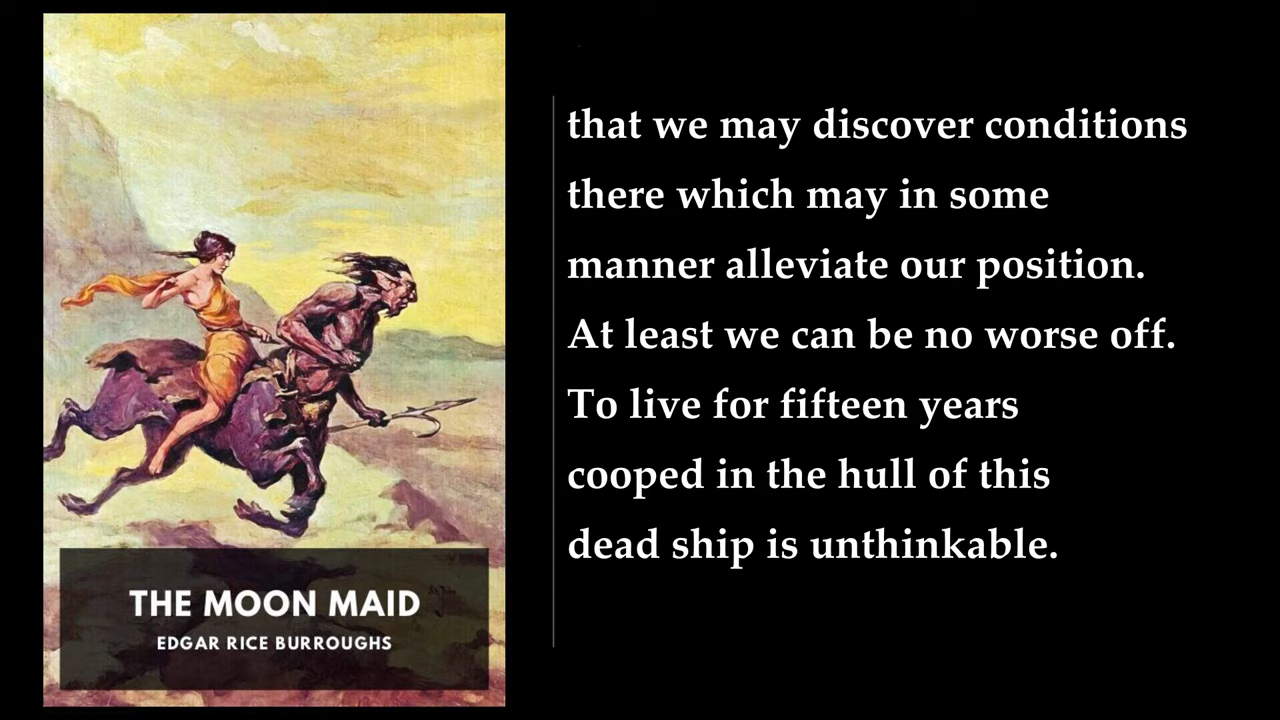 THE MOON MAID
EDGAR RICE BURROUGHS
that we may discover conditions
there which may in some
manner alleviate our position.
At least we can be no worse off.
To live for fifteen years
cooped in the hull of this
dead ship is unthinkable.